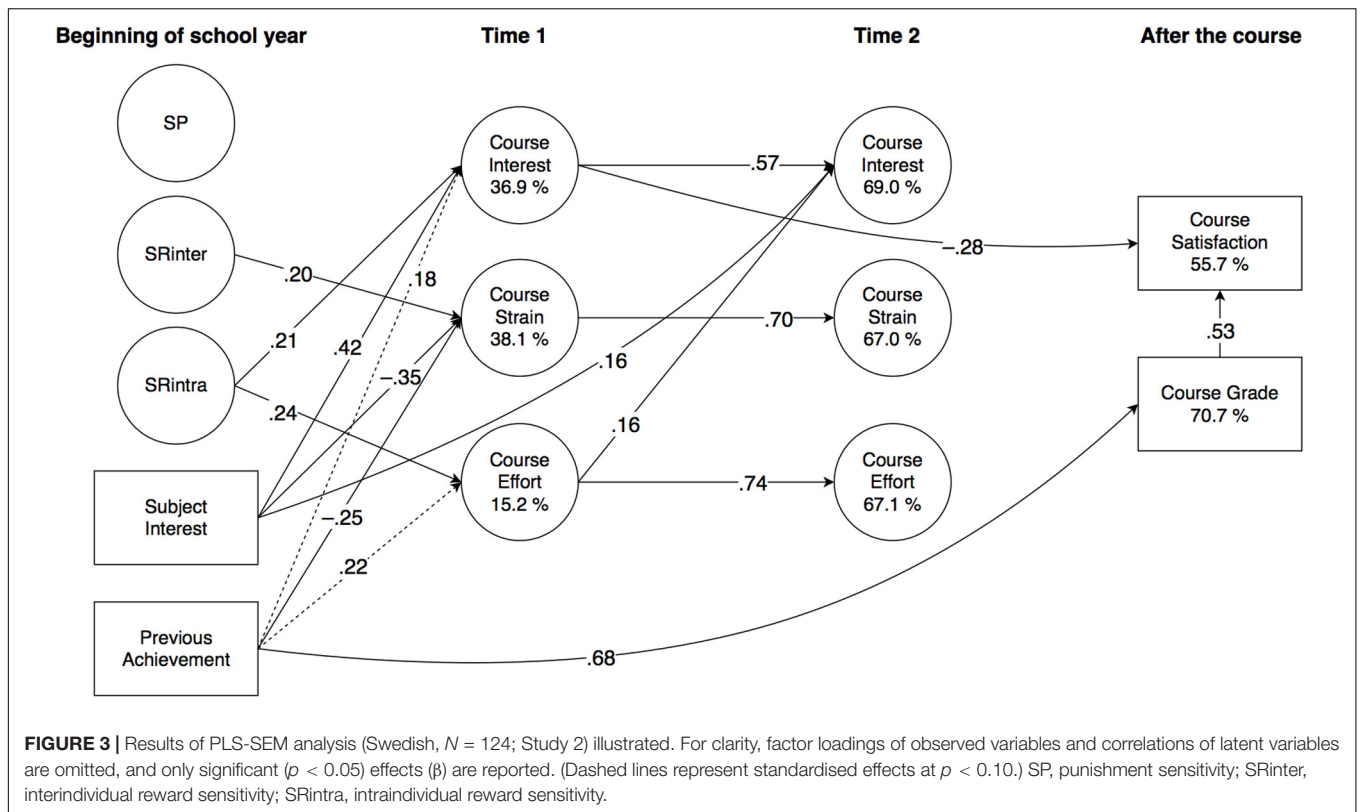 Beginning of school year
Time 1
Time 2
After the course
SP
SRinter
SRintra
Subject
Interest
Previous
Achievement
.20
.21
.24
.42
.18
–.35
–.25
.22
Course
Interest
36.9 %
Course
Strain
38.1 %
Course
Effort
15.2 %
.57
–.28
.70
.16
.16
.74
.68
Course
Interest
69.0 %
Course
Strain
67.0 %
Course
Effort
67.1 %
Course
Satisfaction
55.7 %
.53
Course Grade
70.7 %
FIGURE 3 | Results of PLS-SEM analysis (Swedish, N = 124; Study 2) illustrated. For clarity, factor loadings of observed variables and correlations of latent variables
are omitted, and only significant (p < 0.05) effects (β) are reported. (Dashed lines represent standardised effects at p < 0.10.) SP, punishment sensitivity; SRinter,
interindividual reward sensitivity; SRintra, intraindividual reward sensitivity.